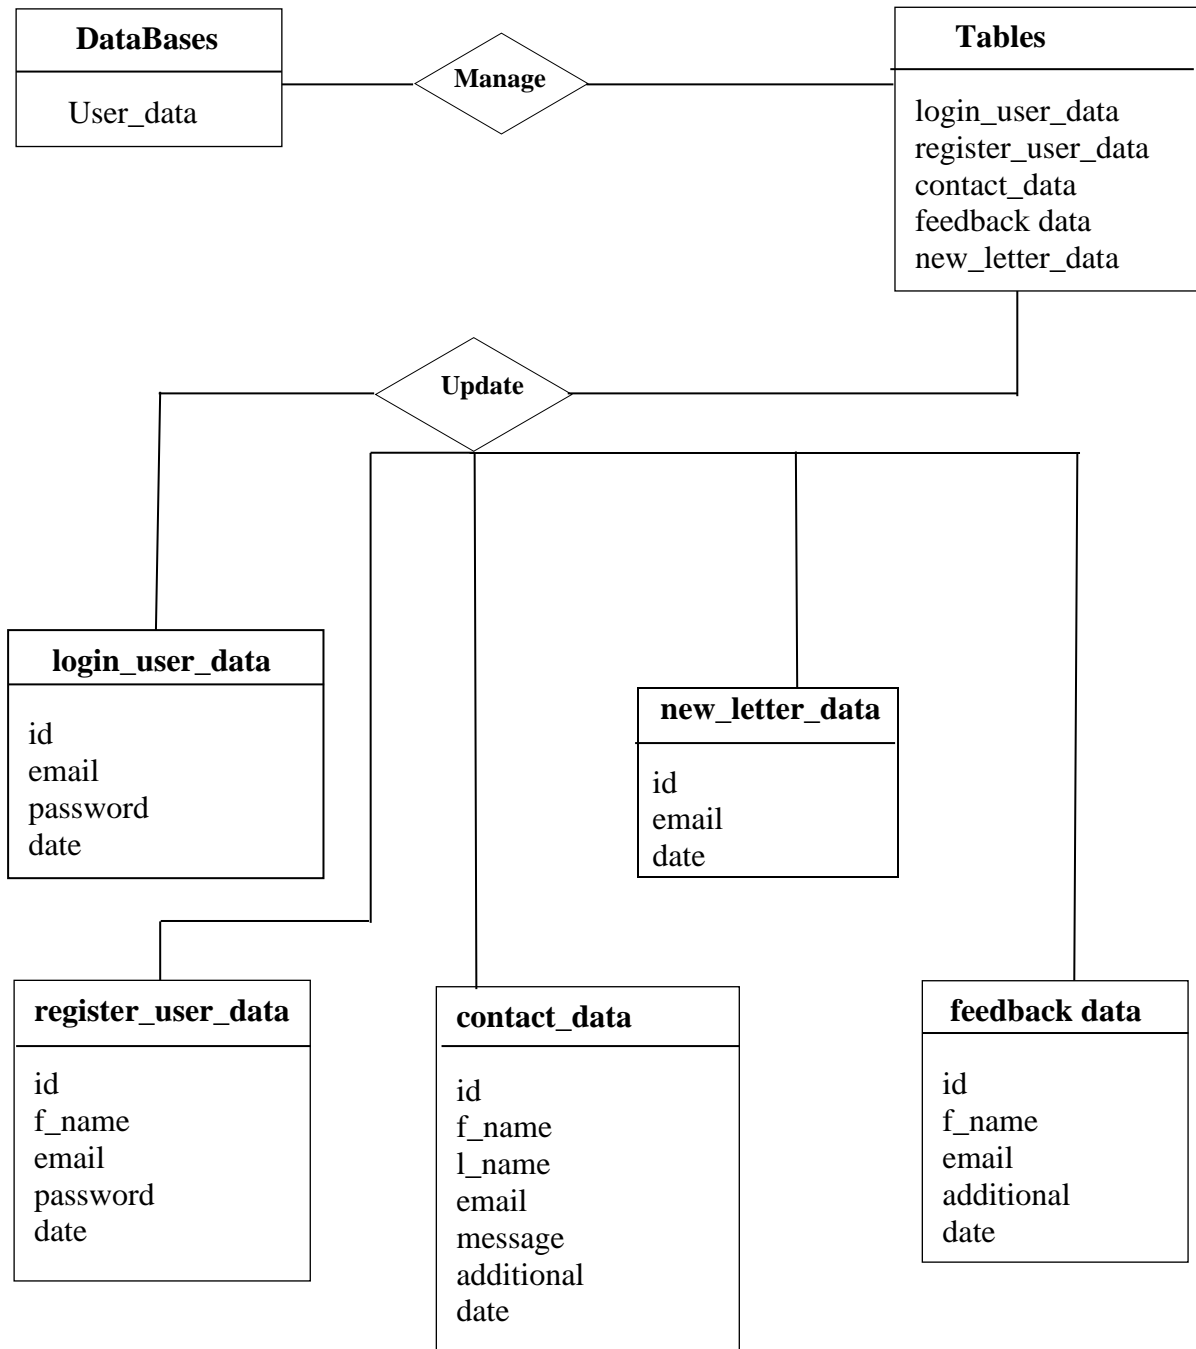 DataBases
User_data
Manage
Tables
login_user_data
register_user_data
contact_data
feedback data
new_letter_data
Update
login_user_data
id
email
password
date
new_letter_data
id
email
date
register_user_data
id
f_name
email
password
date
contact_data
id
f_name
l_name
email
message
additional
date
feedback data
id
f_name
email
additional
date